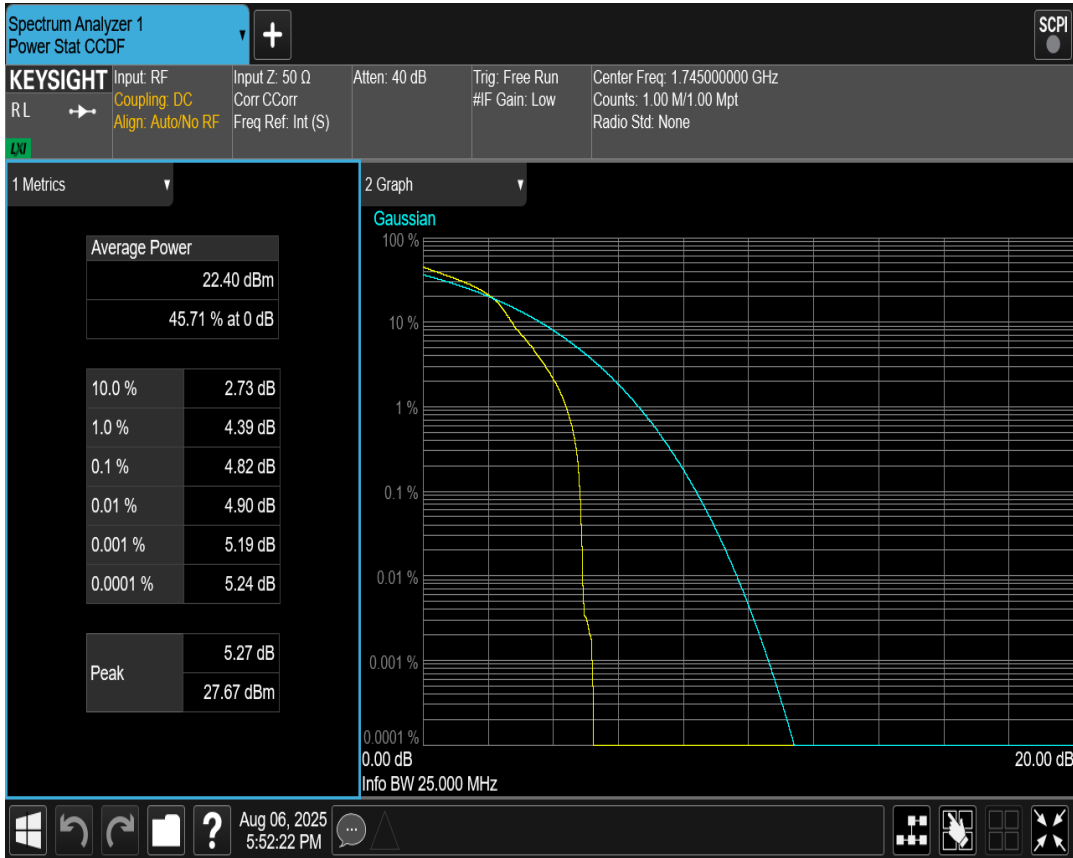 Spectrum Analyzer 1
Power Stat CCDF
+
SCPI
KEYSIGHT
RL
LXI
Input: RF
Coupling: DC
Align: Auto/No RF
Input Z: 50 Ω
Corr CCorr
Freq Ref: Int (S)
Atten: 40 dB
Trig: Free Run
#IF Gain: Low
Center Freq: 1.745000000 GHz
Counts: 1.00 M/1.00 Mpt
Radio Std: None
1 Metrics
Average Power
22.40 dBm
45.71 % at 0 dB
10.0 % 2.73 dB
1.0 % 4.39 dB
0.1 % 4.82 dB
0.01 % 4.90 dB
0.001 % 5.19 dB
0.0001 % 5.24 dB
Peak 5.27 dB
27.67 dBm
2 Graph
Gaussian
100 %
10 %
1 %
0.1 %
0.01 %
0.001 %
0.0001 %
0.00 dB 20.00 dB
Info BW 25.000 MHz
?
Aug 06, 2025
5:52:22 PM